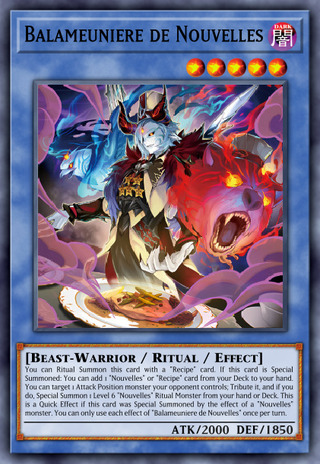 Balameuniere de Nouvelles
DARK
闇
[Beast-Warrior / Ritual / Effect]
You can Ritual Summon this card with a "Recipe" card. If this card is Special
Summoned: You can add 1 "Nouvelles" or "Recipe" card from your Deck to your hand.
You can target 1 Attack Position monster your opponent controls; Tribute it, and if you
do, Special Summon 1 Level 6 "Nouvelles" Ritual Monster from your hand or Deck. This
is a Quick Effect if this card was Special Summoned by the effect of a "Nouvelles"
monster. You can only use each effect of "Balameuniere de Nouvelles" once per turn.
ATK/2000 DEF/1850